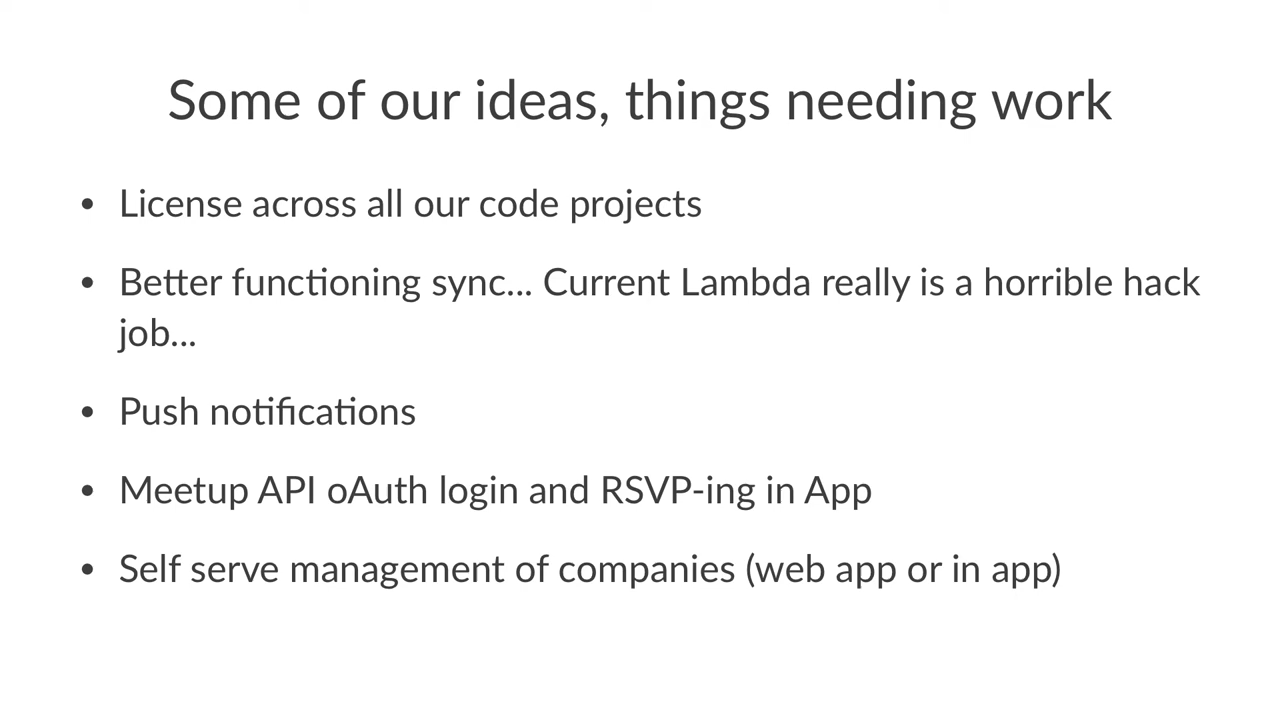 Some of our ideas, things needing work
• License across all our code projects
• Better functioning sync... Current Lambda really is a horrible hack
job...
• Push notifications
• Meetup API oAuth login and RSVP-ing in App
• Self serve management of companies (web app or in app)